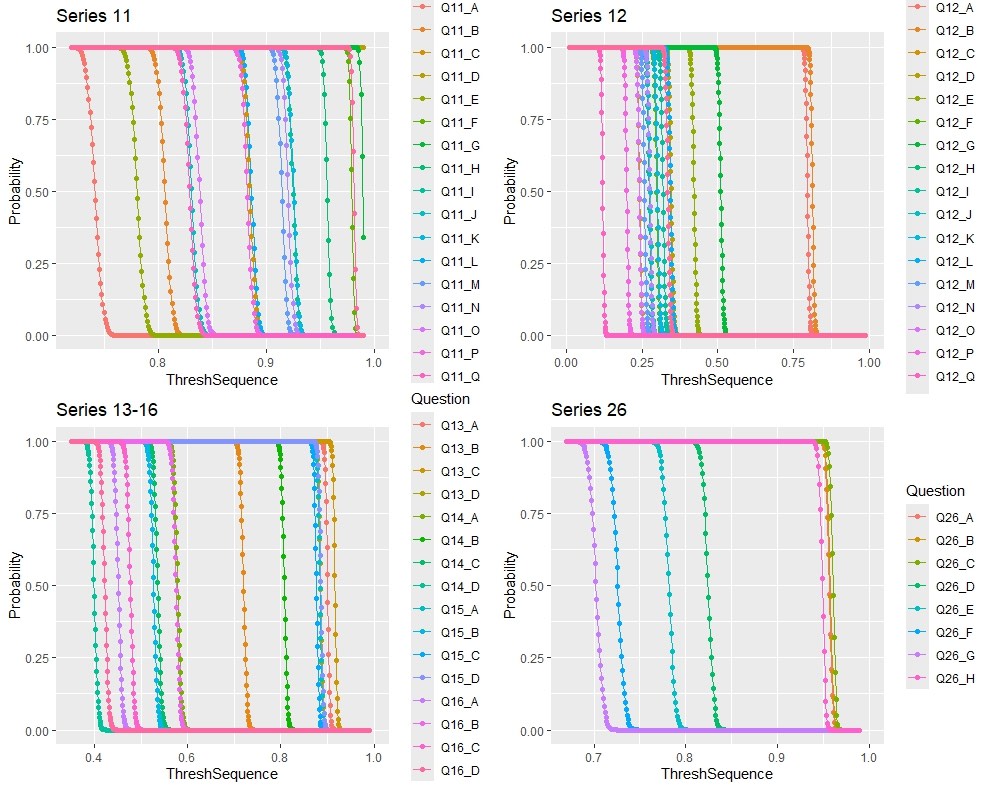 Series 11
Probability
1.00
0.75
0.50
0.25
0.00
0.8
0.9
1.0
ThreshSequence
Q11_A
Q11_B
Q11_C
Q11_D
Q11_E
Q11_F
Q11_G
Q11_H
Q11_I
Q11_J
Q11_K
Q11_L
Q11_M
Q11_N
Q11_O
Q11_P
Q11_Q
Series 12
Probability
1.00
0.75
0.50
0.25
0.00
0.00
0.25
0.50
0.75
1.00
ThreshSequence
Q12_A
Q12_B
Q12_C
Q12_D
Q12_E
Q12_F
Q12_G
Q12_H
Q12_I
Q12_J
Q12_K
Q12_L
Q12_M
Q12_N
Q12_O
Q12_P
Q12_Q
Series 13-16
Probability
1.00
0.75
0.50
0.25
0.00
0.4
0.6
0.8
1.0
ThreshSequence
Question
Q13_A
Q13_B
Q13_C
Q13_D
Q14_A
Q14_B
Q14_C
Q14_D
Q15_A
Q15_B
Q15_C
Q15_D
Q16_A
Q16_B
Q16_C
Q16_D
Series 26
Probability
1.00
0.75
0.50
0.25
0.00
0.7
0.8
0.9
1.0
ThreshSequence
Question
Q26_A
Q26_B
Q26_C
Q26_D
Q26_E
Q26_F
Q26_G
Q26_H